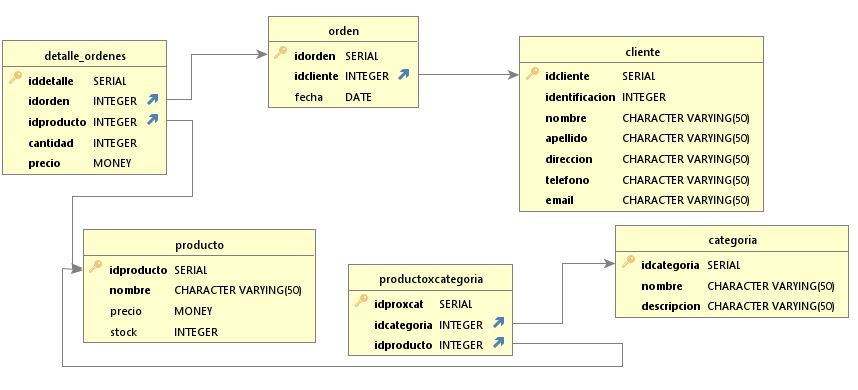 orden
idorden SERIAL
idcliente INTEGER
fecha DATE
detalle_ordenes
iddetalle SERIAL
idorden INTEGER
idproducto INTEGER
cantidad INTEGER
precio MONEY
cliente
idcliente SERIAL
identificacion INTEGER
nombre CHARACTER VARYING(50)
apellido CHARACTER VARYING(50)
direccion CHARACTER VARYING(50)
telefono CHARACTER VARYING(50)
email CHARACTER VARYING(50)
producto
idproducto SERIAL
nombre CHARACTER VARYING(50)
precio MONEY
stock INTEGER
productoxcategoria
idproxcat SERIAL
idcategoria INTEGER
idproducto INTEGER
categoria
idcategoria SERIAL
nombre CHARACTER VARYING(50)
descripcion CHARACTER VARYING(50)